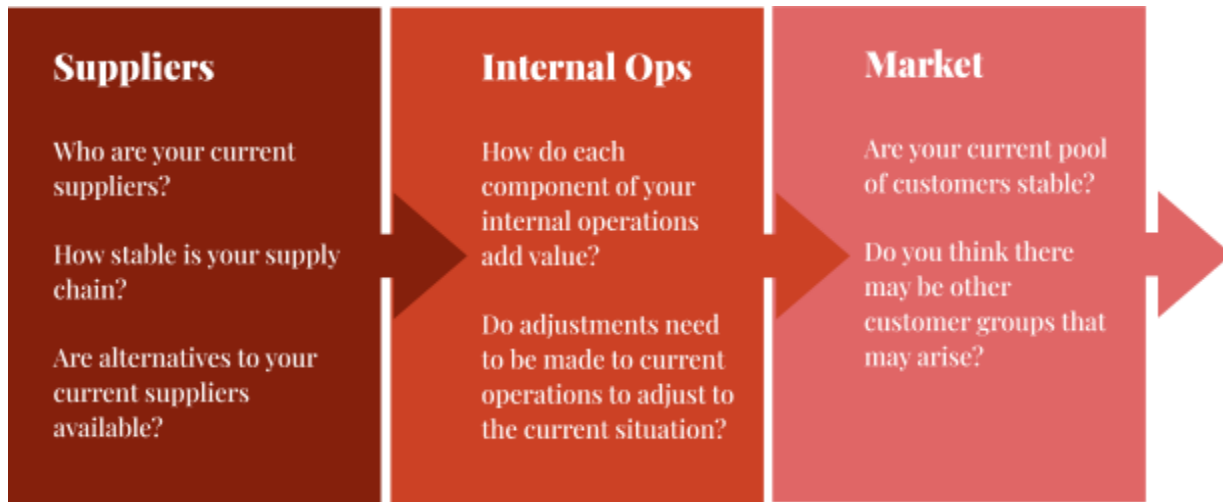 Suppliers
Who are your current
suppliers?
How stable is your supply
chain?
Are alternatives to your
current suppliers
available?
Internal Ops
How do each
component of your
internal operations
add value?
Do adjustments need
to be made to current
operations to adjust to
the current situation?
Market
Are your current pool
of customers stable?
Do you think there
may be other
customer groups that
may arise?